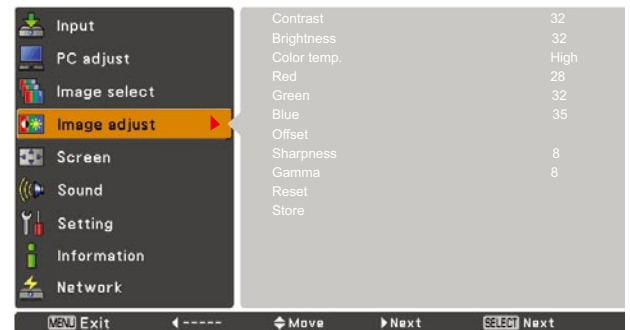 Input
PC adjust
Image select
Image adjust
Screen
Sound
Setting
Information
Network
Contrast 32
Brightness 32
Color temp. High
Red 28
Green 32
Blue 35
Offset
Sharpness 8
Gamma 8
Reset
Store
MENU Exit ----- Move Next SELECT Next